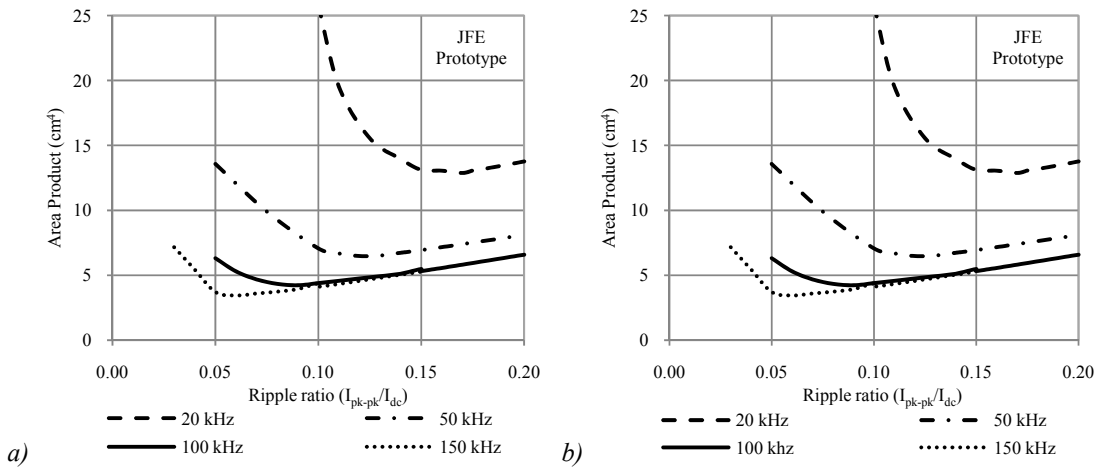 25
20
15
10
5
0
Area Product (cm⁴)
JFE
Prototype
0.00 0.05 0.10 0.15 0.20
Ripple ratio (Ipk-pk/Idc)
20 kHz 50 kHz
100 kHz 150 kHz
a)
25
20
15
10
5
0
Area Product (cm⁴)
JFE
Prototype
0.00 0.05 0.10 0.15 0.20
Ripple ratio (Ipk-pk/Idc)
20 kHz 50 kHz
100 khz 150 kHz
b)